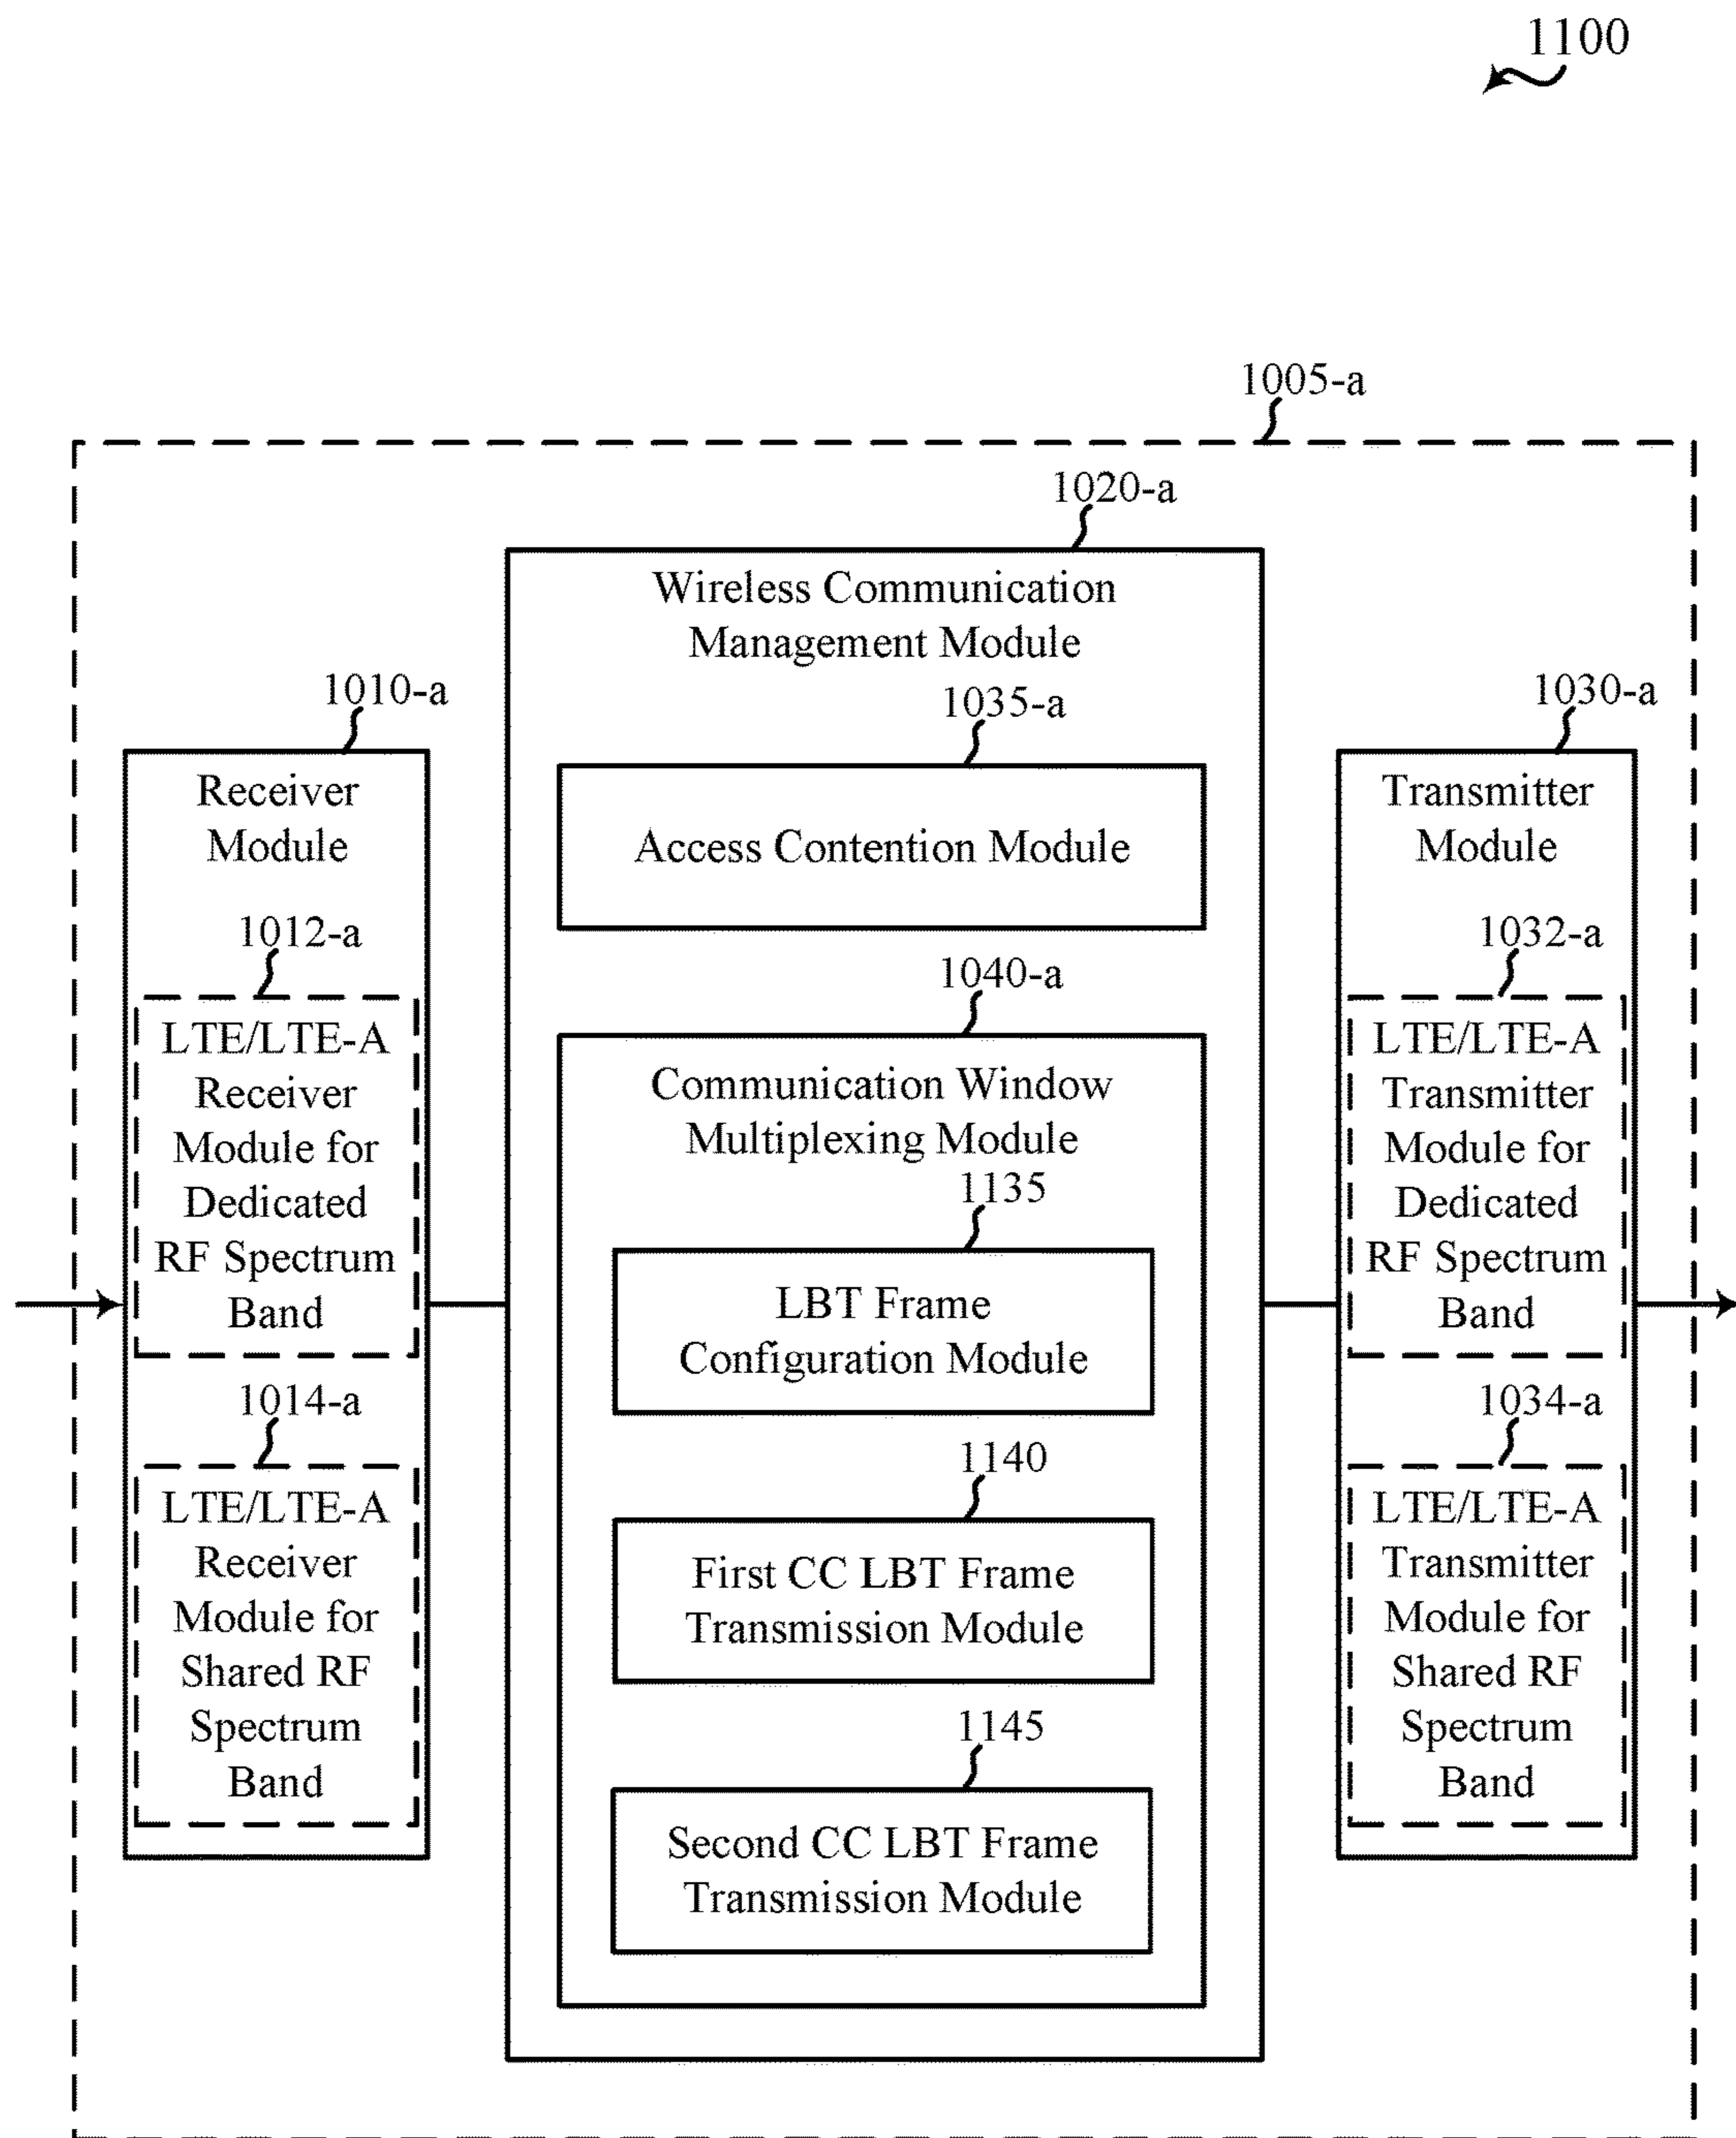 1100
1005-a
1020-a
Wireless Communication
Management Module
1010-a
Receiver
Module
1012-a
LTE/LTE-A
Receiver
Module for
Dedicated
RF Spectrum
Band
1014-a
LTE/LTE-A
Receiver
Module for
Shared RF
Spectrum
Band
1035-a
Access Contention Module
1040-a
Communication Window
Multiplexing Module
1135
LBT Frame
Configuration Module
1140
First CC LBT Frame
Transmission Module
1145
Second CC LBT Frame
Transmission Module
1030-a
Transmitter
Module
1032-a
LTE/LTE-A
Transmitter
Module for
Dedicated
RF Spectrum
Band
1034-a
LTE/LTE-A
Transmitter
Module for
Shared RF
Spectrum
Band